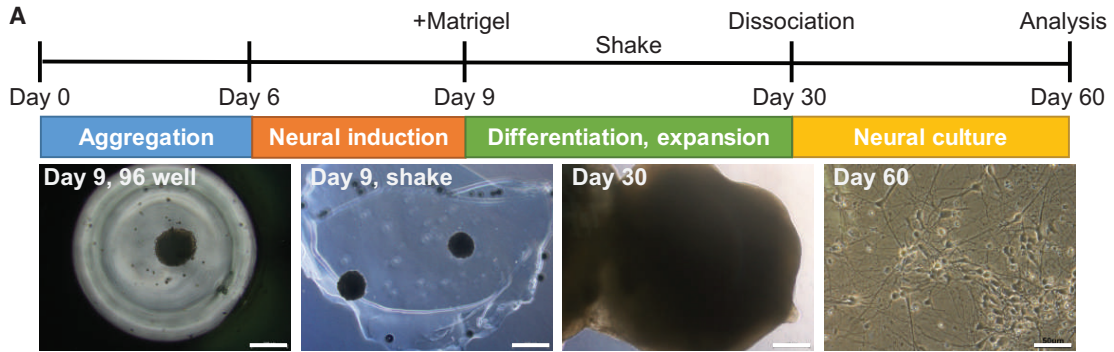 A
+Matrigel Dissociation Analysis
Shake
Day 0 Day 6 Day 9 Day 30 Day 60
Aggregation Neural induction Differentiation, expansion Neural culture
Day 9, 96 well Day 9, shake Day 30 Day 60
50μm